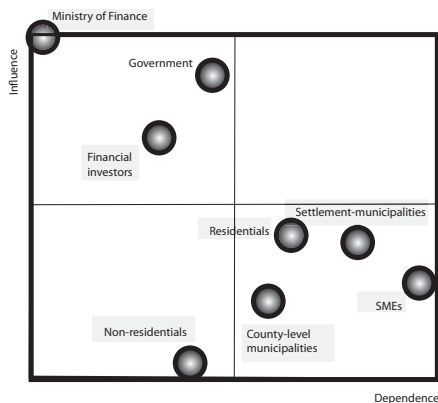 Ministry of Finance
Influence
Government
Financial
investors
Settlement-municipalities
Residentials
SMEs
Non-residentials
County-level
municipalities
Dependence